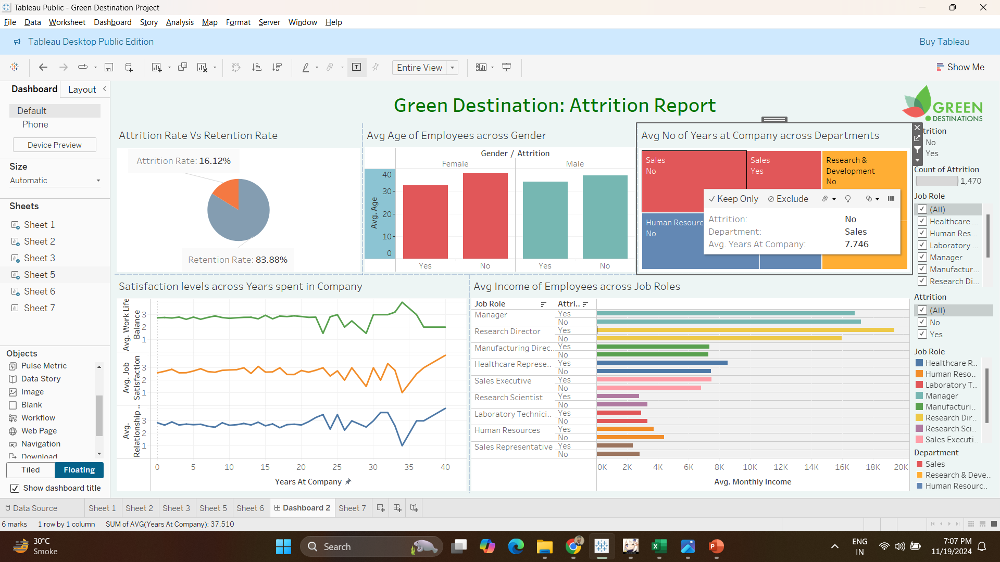 Tableau Public - Green Destination Project
File Data Worksheet Dashboard Story Analysis Map Format Server Window Help
Tableau Desktop Public Edition
Buy Tableau
Entire View
Show Me
Dashboard Layout
Default
Phone
Device Preview
Size
Automatic
Sheets
Sheet 1
Sheet 2
Sheet 3
Sheet 5
Sheet 6
Sheet 7
Objects
Pulse Metric
Data Story
Image
Blank
Workflow
Web Page
Navigation
Download
Tiled Floating
Show dashboard title
Green Destination: Attrition Report
GREEN
DESTINATIONS
Attrition Rate Vs Retention Rate
Attrition Rate: 16.12%
Retention Rate: 83.88%
Avg Age of Employees across Gender
Gender / Attrition
Female Male
Avg. Age
40
30
20
10
0
Yes No Yes No
Avg No of Years at Company across Departments
Sales
No
Sales
Yes
Research &
Development
No
Human Resourc
No
Keep Only Exclude
Attrition: No
Department: Sales
Avg. Years At Company: 7.746
Satisfaction levels across Years spent in Company
Avg. Work Life
Balance
3
2
1
Avg. Job
Satisfaction
3
2
1
Avg.
Relationship ..
3
2
1
0 5 10 15 20 25 30 35 40
Years At Company
Avg Income of Employees across Job Roles
Job Role Attri..
Manager Yes
No
Research Director Yes
No
Manufacturing Direc.. Yes
No
Healthcare Represe.. Yes
No
Sales Executive Yes
No
Research Scientist Yes
No
Laboratory Technici.. Yes
No
Human Resources Yes
No
Sales Representative Yes
No
0K 2K 4K 6K 8K 10K 12K 14K 16K 18K 20K
Avg. Monthly Income
ttrition
No
Yes
Count of Attrition
1,470
Job Role
(All)
Healthcare ...
Human Res...
Laboratory ...
Manager
Manufactur...
Research Di...
Attrition
(All)
No
Yes
Job Role
Healthcare R..
Human Reso..
Laboratory T..
Manager
Manufacturi..
Research Dir..
Research Sci..
Sales Executi..
Department
Sales
Research & Deve..
Human Resourc..
Data Source Sheet 1 Sheet 2 Sheet 3 Sheet 5 Sheet 6 Dashboard 2 Sheet 7
6 marks 1 row by 1 column SUM of AVG(Years At Company): 37.510
30°C
Smoke
Search
ENG
IN
7:07 PM
11/19/2024